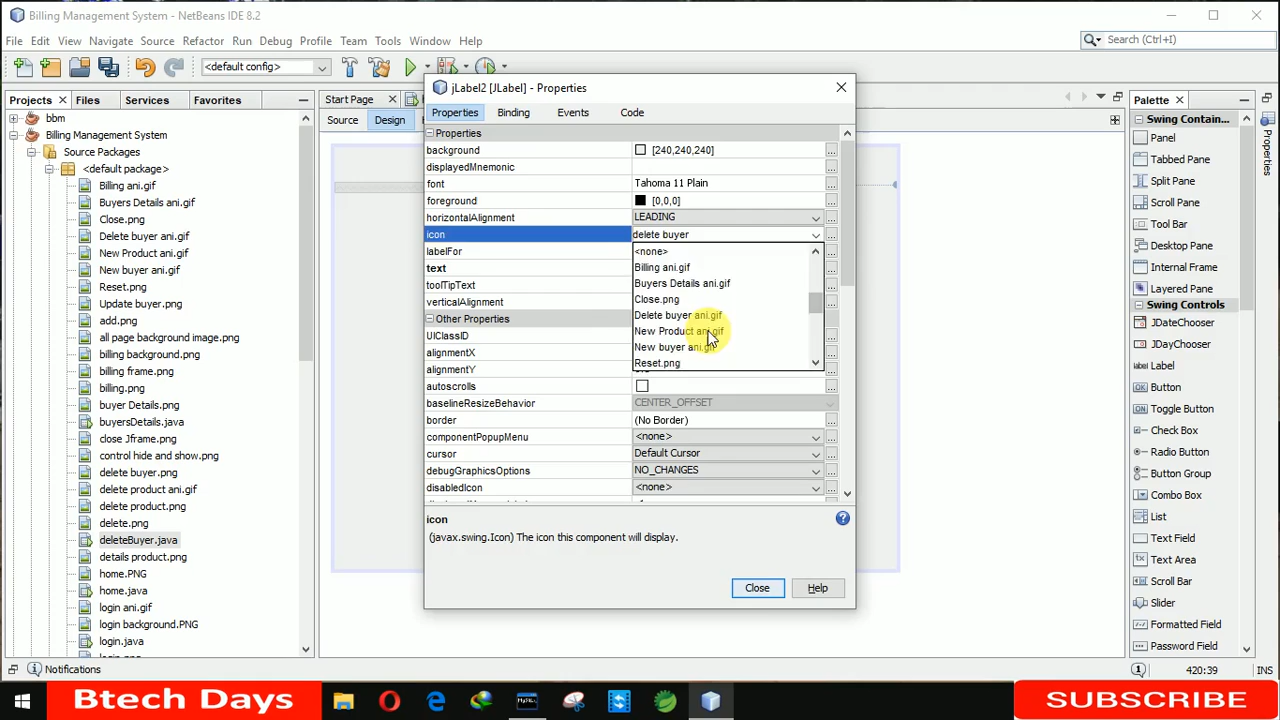 Billing Management System - NetBeans IDE 8.2
File Edit View Navigate Source Refactor Run Debug Profile Team Tools Window Help
Search (Ctrl+I)
<default config>
Projects Files Services Favorites
bbm
Billing Management System
Source Packages
<default package>
Billing ani.gif
Buyers Details ani.gif
Close.png
Delete buyer ani.gif
New Product ani.gif
New buyer ani.gif
Reset.png
Update buyer.png
add.png
all page background image.png
billing background.png
billing frame.png
billing.png
buyer Details.png
buyersDetails.java
close Jframe.png
control hide and show.png
delete buyer.png
delete product ani.gif
delete product.png
delete.png
deleteBuyer.java
details product.png
home.PNG
home.java
login ani.gif
login background.PNG
login.java
Start Page
Source Design
jLabel2 [JLabel] - Properties
Properties Binding Events Code
Properties
background [240,240,240] ...
displayedMnemonic ...
font Tahoma 11 Plain ...
foreground [0,0,0] ...
horizontalAlignment LEADING ...
icon delete buyer ...
labelFor
text
toolTipText
verticalAlignment
<none>
Billing ani.gif
Buyers Details ani.gif
Close.png
Delete buyer ani.gif
New Product ani.gif
New buyer ani.gif
Reset.png
Other Properties
UIClassID
alignmentX
alignmentY
autoscrolls ...
baselineResizeBehavior CENTER_OFFSET
border (No Border) ...
componentPopupMenu <none> ...
cursor Default Cursor ...
debugGraphicsOptions NO_CHANGES ...
disabledIcon <none> ...
icon
(javax.swing.Icon) The icon this component will display.
Close Help
Palette
Swing Contain...
Panel
Tabbed Pane
Split Pane
Scroll Pane
Tool Bar
Desktop Pane
Internal Frame
Layered Pane
Swing Controls
JDateChooser
JDayChooser
Label
Button
Toggle Button
Check Box
Radio Button
Button Group
Combo Box
List
Text Field
Text Area
Scroll Bar
Slider
Formatted Field
Password Field
Properties
Notifications
420:39 INS
Btech Days
SUBSCRIBE